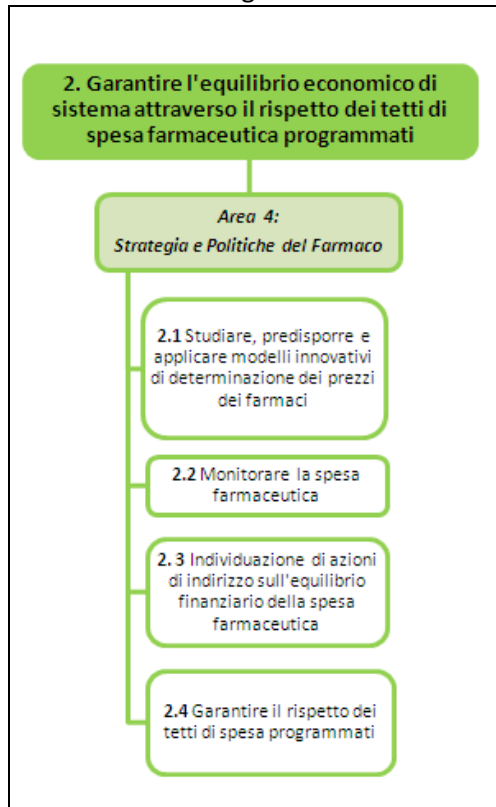 2. Garantire l'equilibrio economico di
sistema attraverso il rispetto dei tetti di
spesa farmaceutica programmati
Area 4:
Strategia e Politiche del Farmaco
2.1 Studiare, predisporre e
applicare modelli innovativi
di determinazione dei prezzi
dei farmaci
2.2 Monitorare la spesa
farmaceutica
2. 3 Individuazione di azioni
di indirizzo sull'equilibrio
finanziario della spesa
farmaceutica
2.4 Garantire il rispetto dei
tetti di spesa programmati